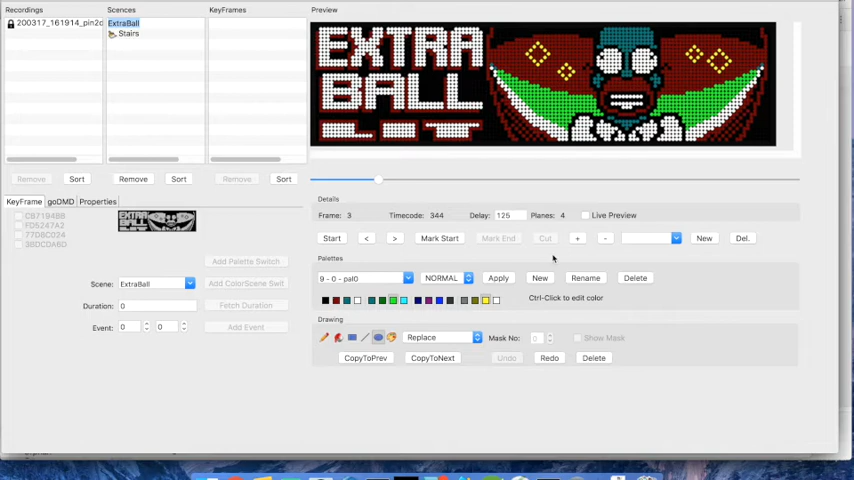 Recordings Scences KeyFrames Preview
200317_161914_pin2d ExtraBall
Stairs
EXTRA
BALL
LIT
Remove Sort Remove Sort Remove Sort
KeyFrame goDMD Properties
CB7194BB
FD5247A2
77D8C024
3BDC0A6D
Add Palette Switch
Scene: ExtraBall Add ColorScene Swit
Duration: 0 Fetch Duration
Event: 0 0 Add Event
Details
Frame: 3 Timecode: 344 Delay: 125 Planes: 4 Live Preview
Start < > Mark Start Mark End Cut + - New Del.
Palettes
9 - 0 - pal0 NORMAL Apply New Rename Delete
Ctrl-Click to edit color
Drawing
Replace Mask No: 0 Show Mask
CopyToPrev CopyToNext Undo Redo Delete